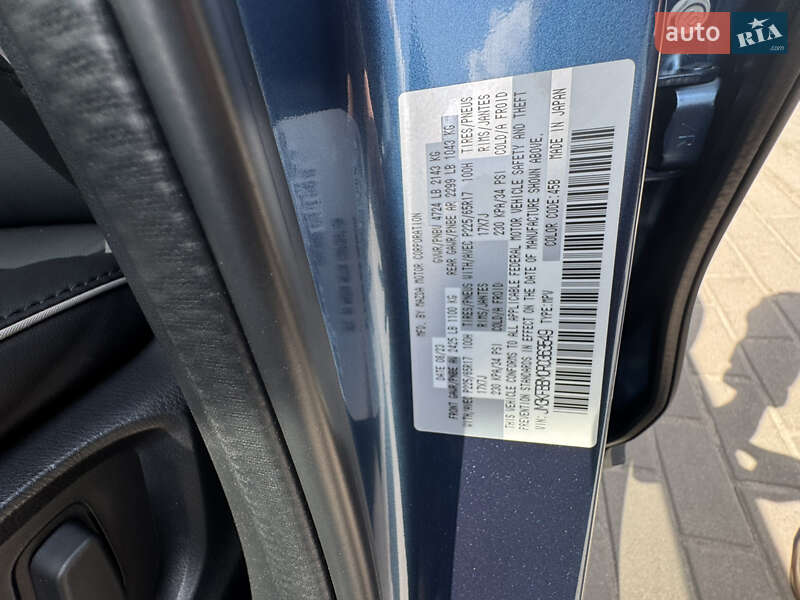 auto RIA .com
MFD. BY MAZDA MOTOR CORPORATION
DATE 08/23 GVWR/PNBV 4724 LB 2143 KG
FRONT GAWR/PNBE AV 2425 LB 1100 KG REAR GAWR/PNBE AR 2299 LB 1043 KG
WITH/AVEC P225/65R17 100H TIRES/PNEUS WITH/AVEC P225/65R17 100H TIRES/PNEUS
17X7J RIMS/JANTES 17X7J RIMS/JANTES
230 KPA/34 PSI COLD/A FROID 230 KPA/34 PSI COLD/A FROID
THIS VEHICLE CONFORMS TO ALL APPLICABLE FEDERAL MOTOR VEHICLE SAFETY AND THEFT
PREVENTION STANDARDS IN EFFECT ON THE DATE OF MANUFACTURE SHOWN ABOVE.
VIN: TYPE:MPV COLOR CODE:45B MADE IN JAPAN